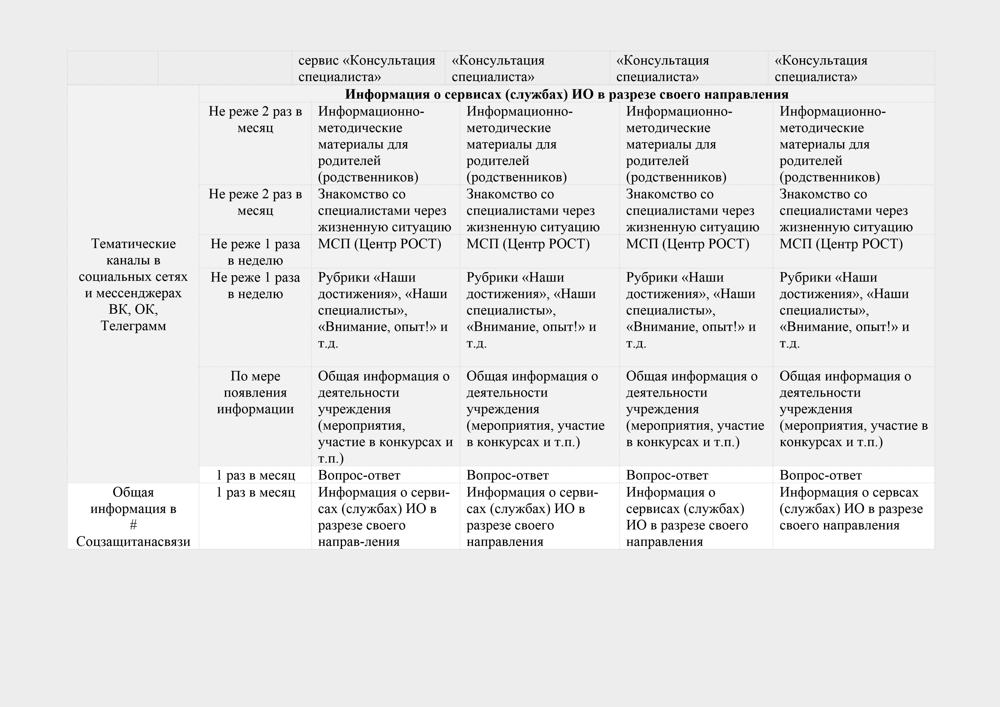 сервис «Консультация
специалиста»
«Консультация
специалиста»
«Консультация
специалиста»
«Консультация
специалиста»
Тематические
каналы в
социальных сетях
и мессенджерах
ВК, ОК,
Телеграмм
Информация о сервисах (службах) ИО в разрезе своего направления
Не реже 2 раз в
месяц
Информационно-
методические
материалы для
родителей
(родственников)
Информационно-
методические
материалы для
родителей
(родственников)
Информационно-
методические
материалы для
родителей
(родственников)
Информационно-
методические
материалы для
родителей
(родственников)
Не реже 2 раз в
месяц
Знакомство со
специалистами через
жизненную ситуацию
Знакомство со
специалистами через
жизненную ситуацию
Знакомство со
специалистами через
жизненную ситуацию
Знакомство со
специалистами через
жизненную ситуацию
Не реже 1 раза
в неделю
МСП (Центр РОСТ)
МСП (Центр РОСТ)
МСП (Центр РОСТ)
МСП (Центр РОСТ)
Не реже 1 раза
в неделю
Рубрики «Наши
достижения», «Наши
специалисты»,
«Внимание, опыт!» и
т.д.
Рубрики «Наши
достижения», «Наши
специалисты»,
«Внимание, опыт!» и
т.д.
Рубрики «Наши
достижения», «Наши
специалисты»,
«Внимание, опыт!» и
т.д.
Рубрики «Наши
достижения», «Наши
специалисты»,
«Внимание, опыт!» и
т.д.
По мере
появления
информации
Общая информация о
деятельности
учреждения
(мероприятия,
участие в конкурсах и
т.п.)
Общая информация о
деятельности
учреждения
(мероприятия, участие
в конкурсах и т.п.)
Общая информация о
деятельности
учреждения
(мероприятия, участие
в конкурсах и т.п.)
Общая информация о
деятельности
учреждения
(мероприятия, участие в
конкурсах и т.п.)
1 раз в месяц
Вопрос-ответ
Вопрос-ответ
Вопрос-ответ
Вопрос-ответ
Общая
информация в
#
Соцзащитанасвязи
1 раз в месяц
Информация о серви-
сах (службах) ИО в
разрезе своего
направ-ления
Информация о серви-
сах (службах) ИО в
разрезе своего
направления
Информация о
сервисах (службах)
ИО в разрезе своего
направления
Информация о сервсах
(службах) ИО в разрезе
своего направления